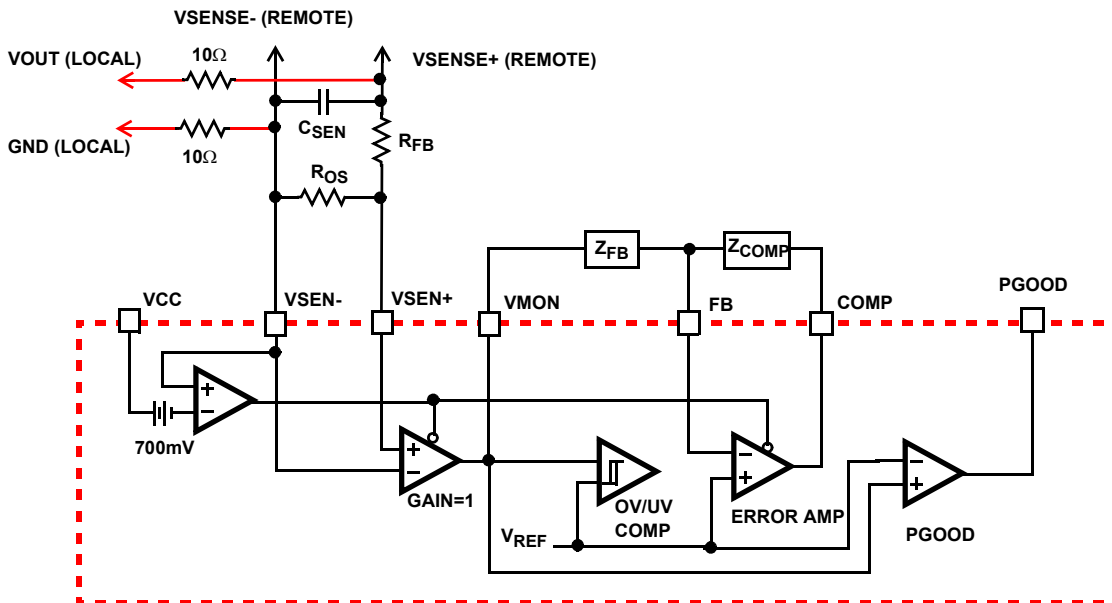 VSENSE- (REMOTE)
10Ω
VOUT (LOCAL)
VSENSE+ (REMOTE)
CSEN
RFB
GND (LOCAL)
10Ω
ROS
ZFB
ZCOMP
VCC
VSEN-
VSEN+
VMON
FB
COMP
PGOOD
+
−
700mV
+
−
GAIN=1
OV/UV
COMP
−
+
ERROR AMP
−
+
PGOOD
VREF